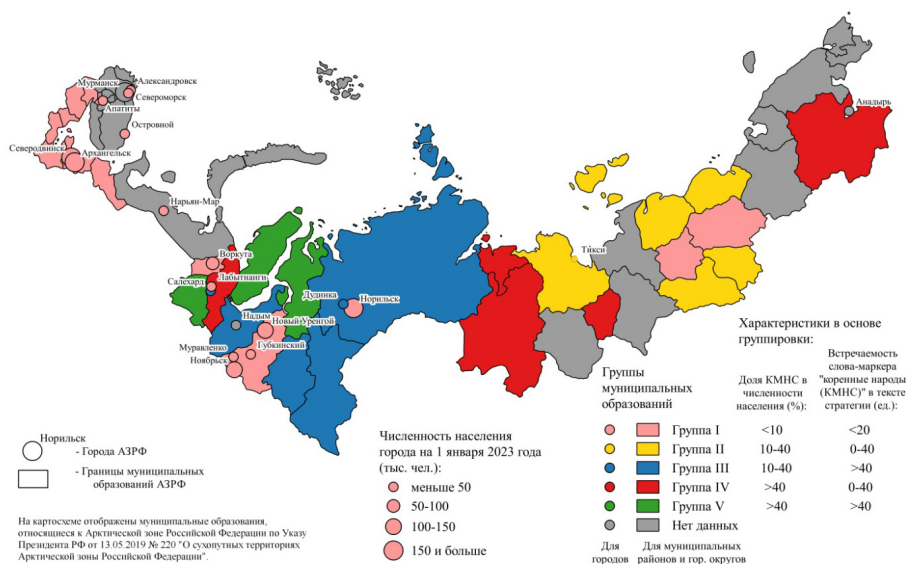 Мурманск
Александровск
Североморск
Апатиты
Островной
Северодвинск
Архангельск
Анадырь
Нарьян-Мар
Воркута
Тикси
Салехард
Лабытнанги
Дудинка
Норильск
Надым
Новый Уренгой
Муравленко
Губкинский
Ноябрьск
Характеристики в основе
группировки:
Группы
муниципальных
образований
Доля КМНС в
численности
населения (%):
Встречаемость
слова-маркера
"коренные народы
(КМНС)" в тексте
стратегии (ед.):
Группа I <10 <20
Группа II 10-40 0-40
Группа III 10-40 >40
Группа IV >40 0-40
Группа V >40 >40
Нет данных
Для
городов
Для муниципальных
районов и гор. округов
Норильск
- Города АЗРФ
- Границы муниципальных
образований АЗРФ
Численность населения
города на 1 января 2023 года
(тыс. чел.):
меньше 50
50-100
100-150
150 и больше
На картосхеме отображены муниципальные образования,
относящиеся к Арктической зоне Российской Федерации по Указу
Президента РФ от 13.05.2019 № 220 "О сухопутных территориях
Арктической зоны Российской Федерации".